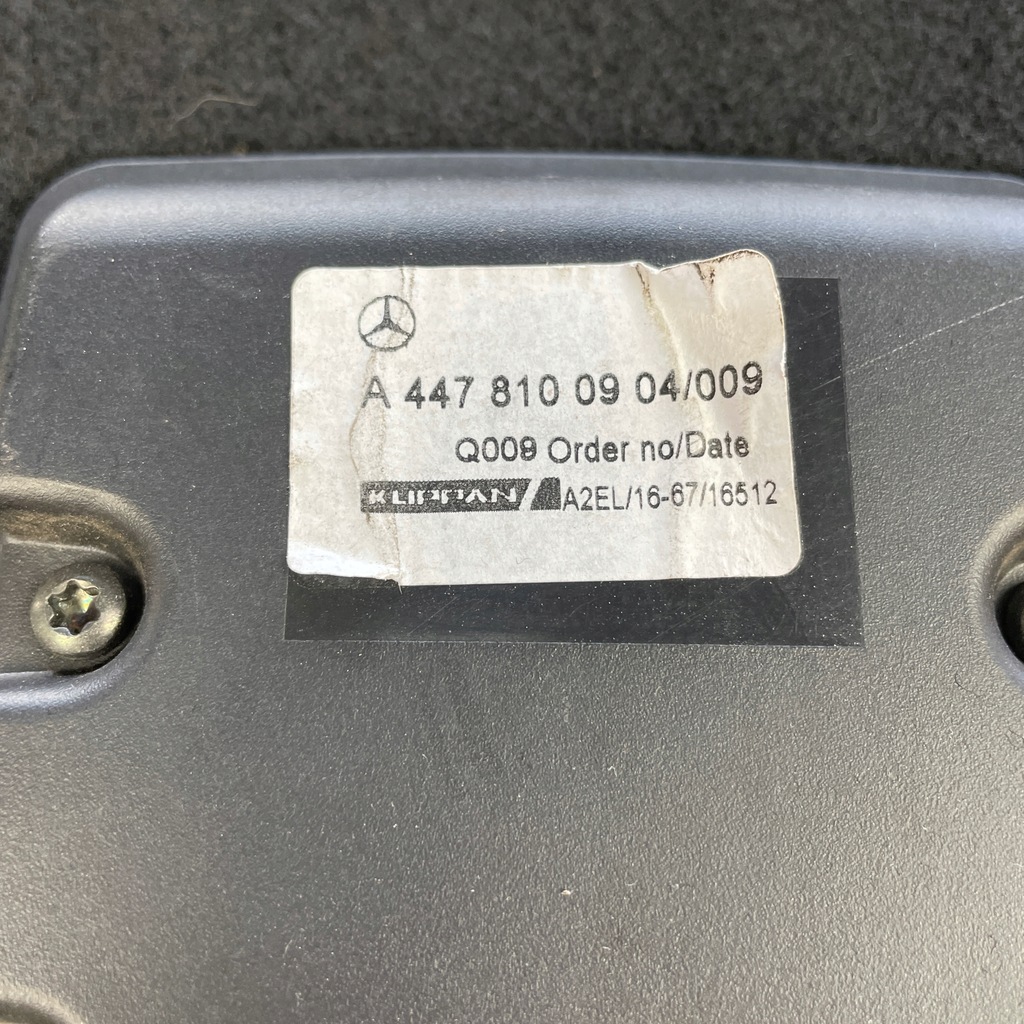 A 447 810 09 04/009
Q009 Order no/Date
KLIPPAN A2EL/16-67/16512